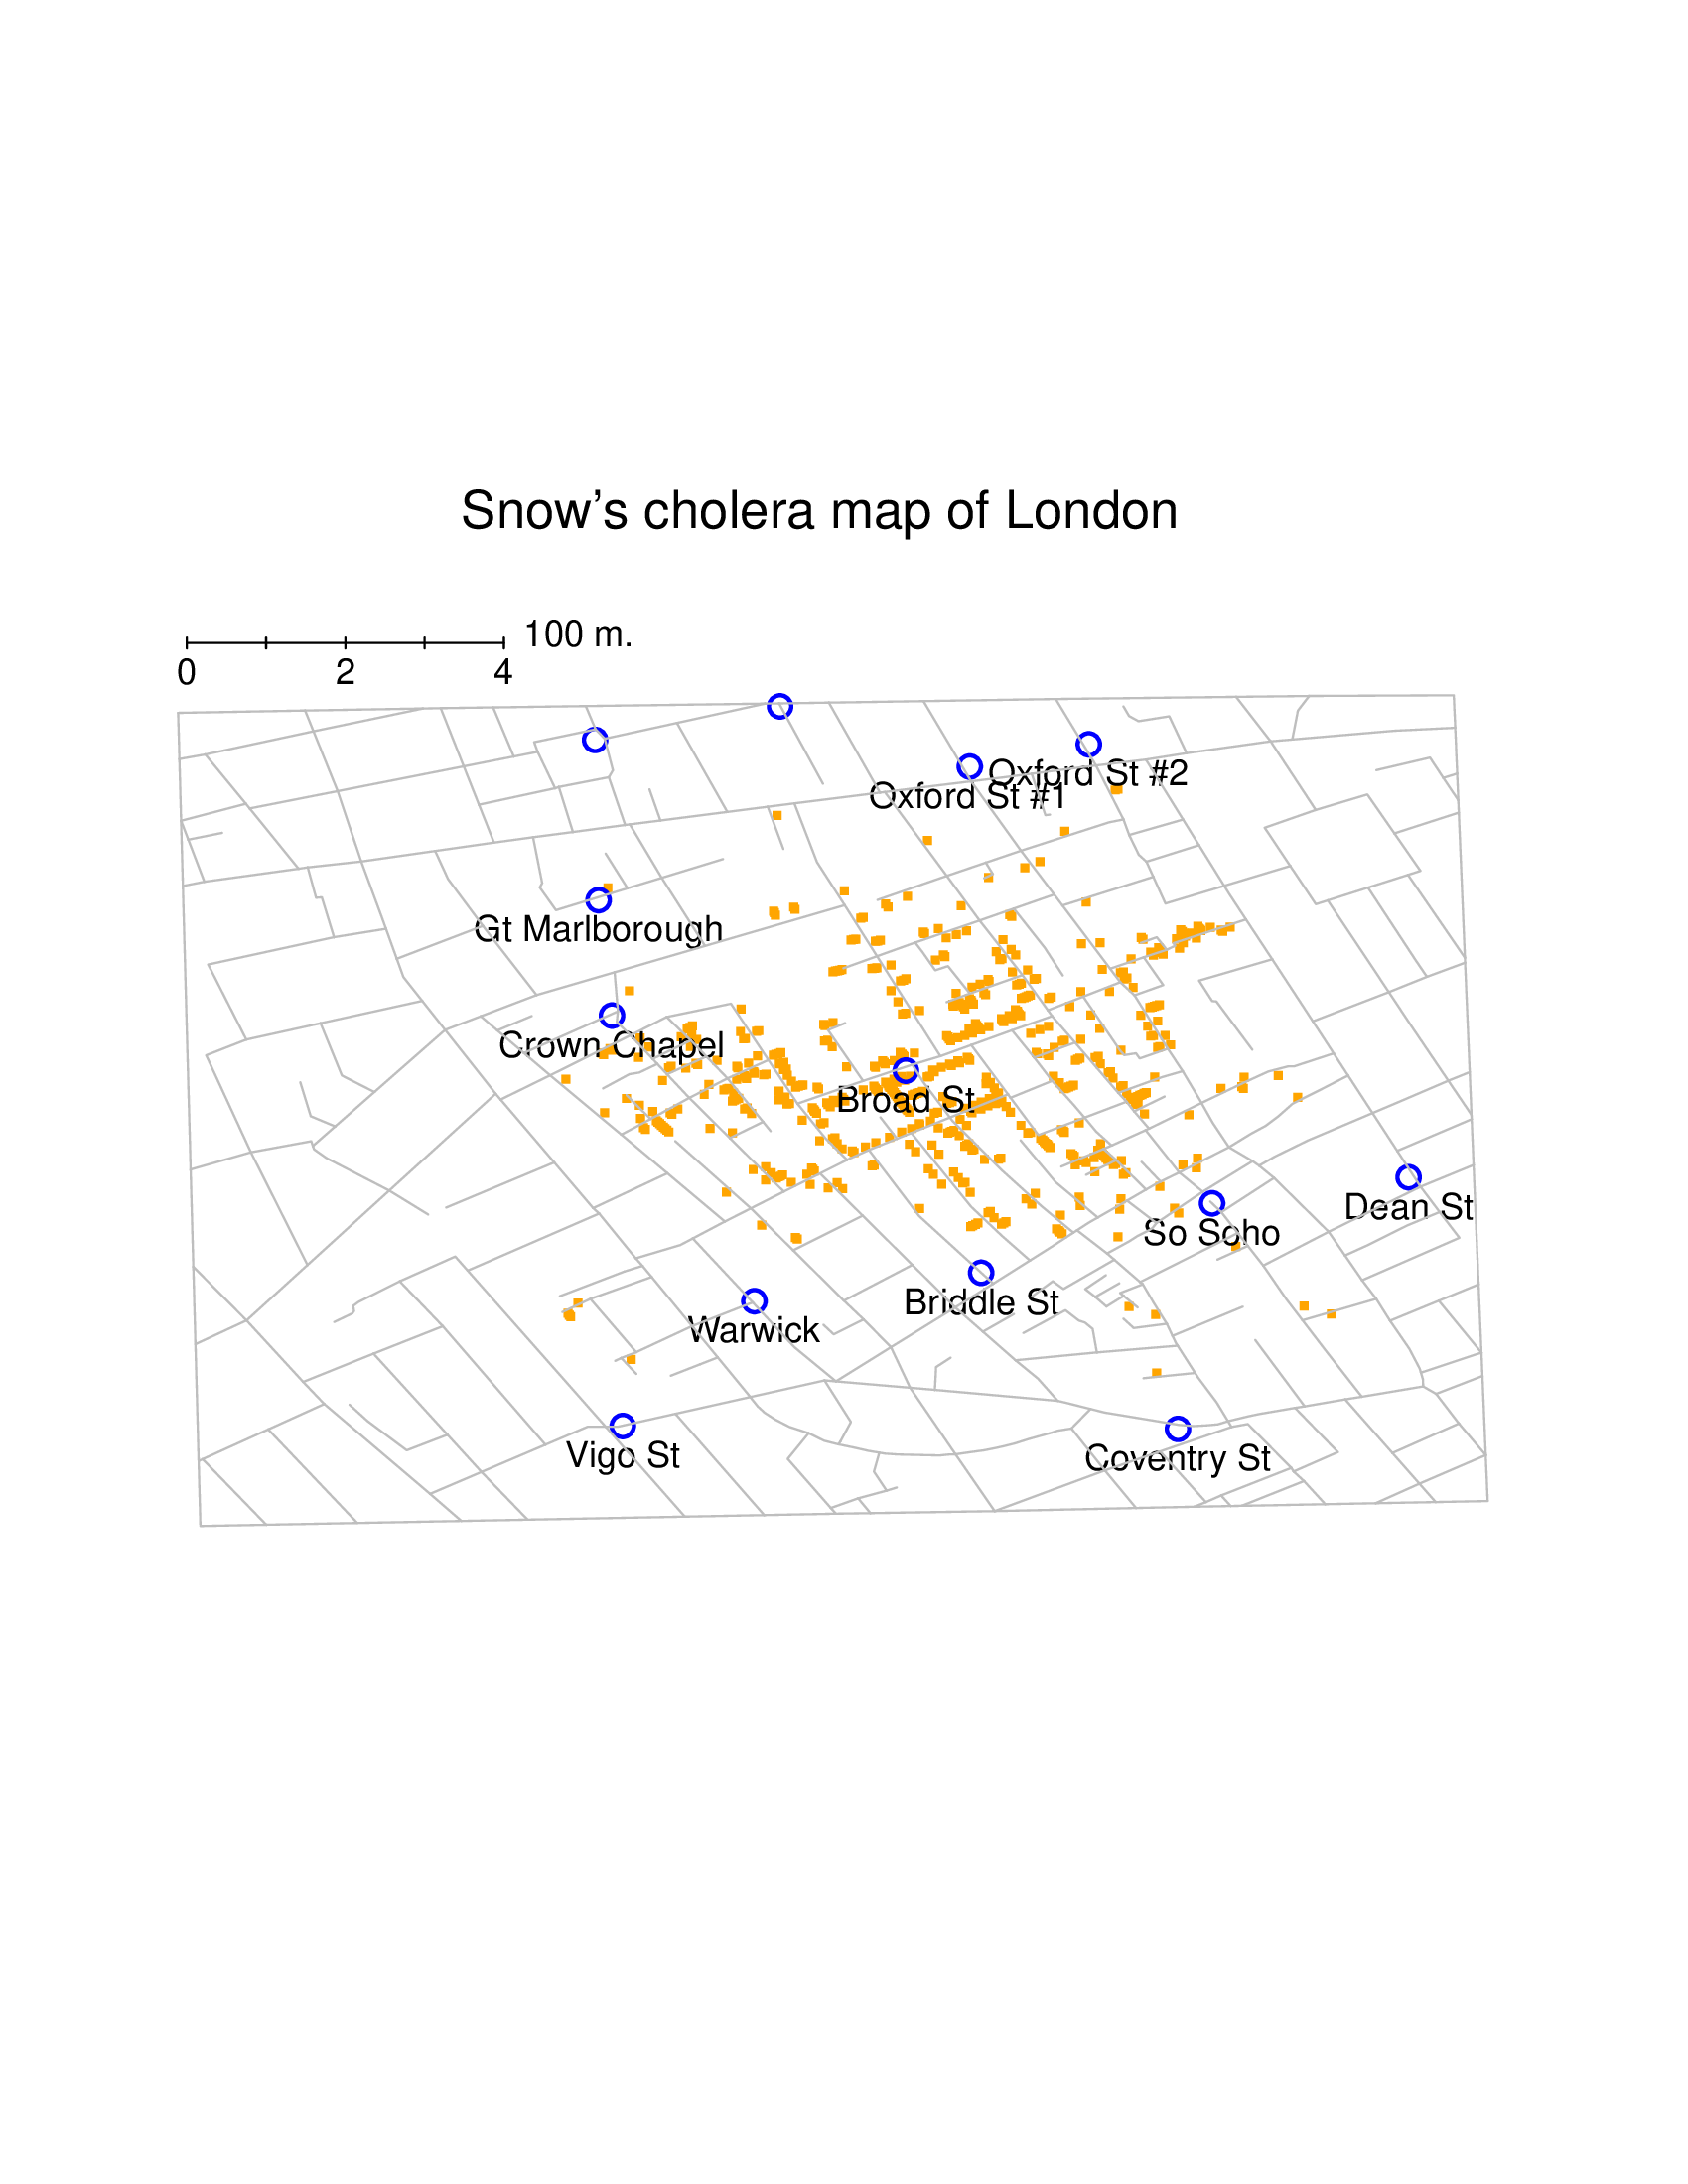 Snow's cholera map of London
100 m.
0 2 4
Oxford St #2
Oxford St #1
Gt Marlborough
Crown Chapel
Broad St
Dean St
So Soho
Briddle St
Warwick
Vigo St
Coventry St